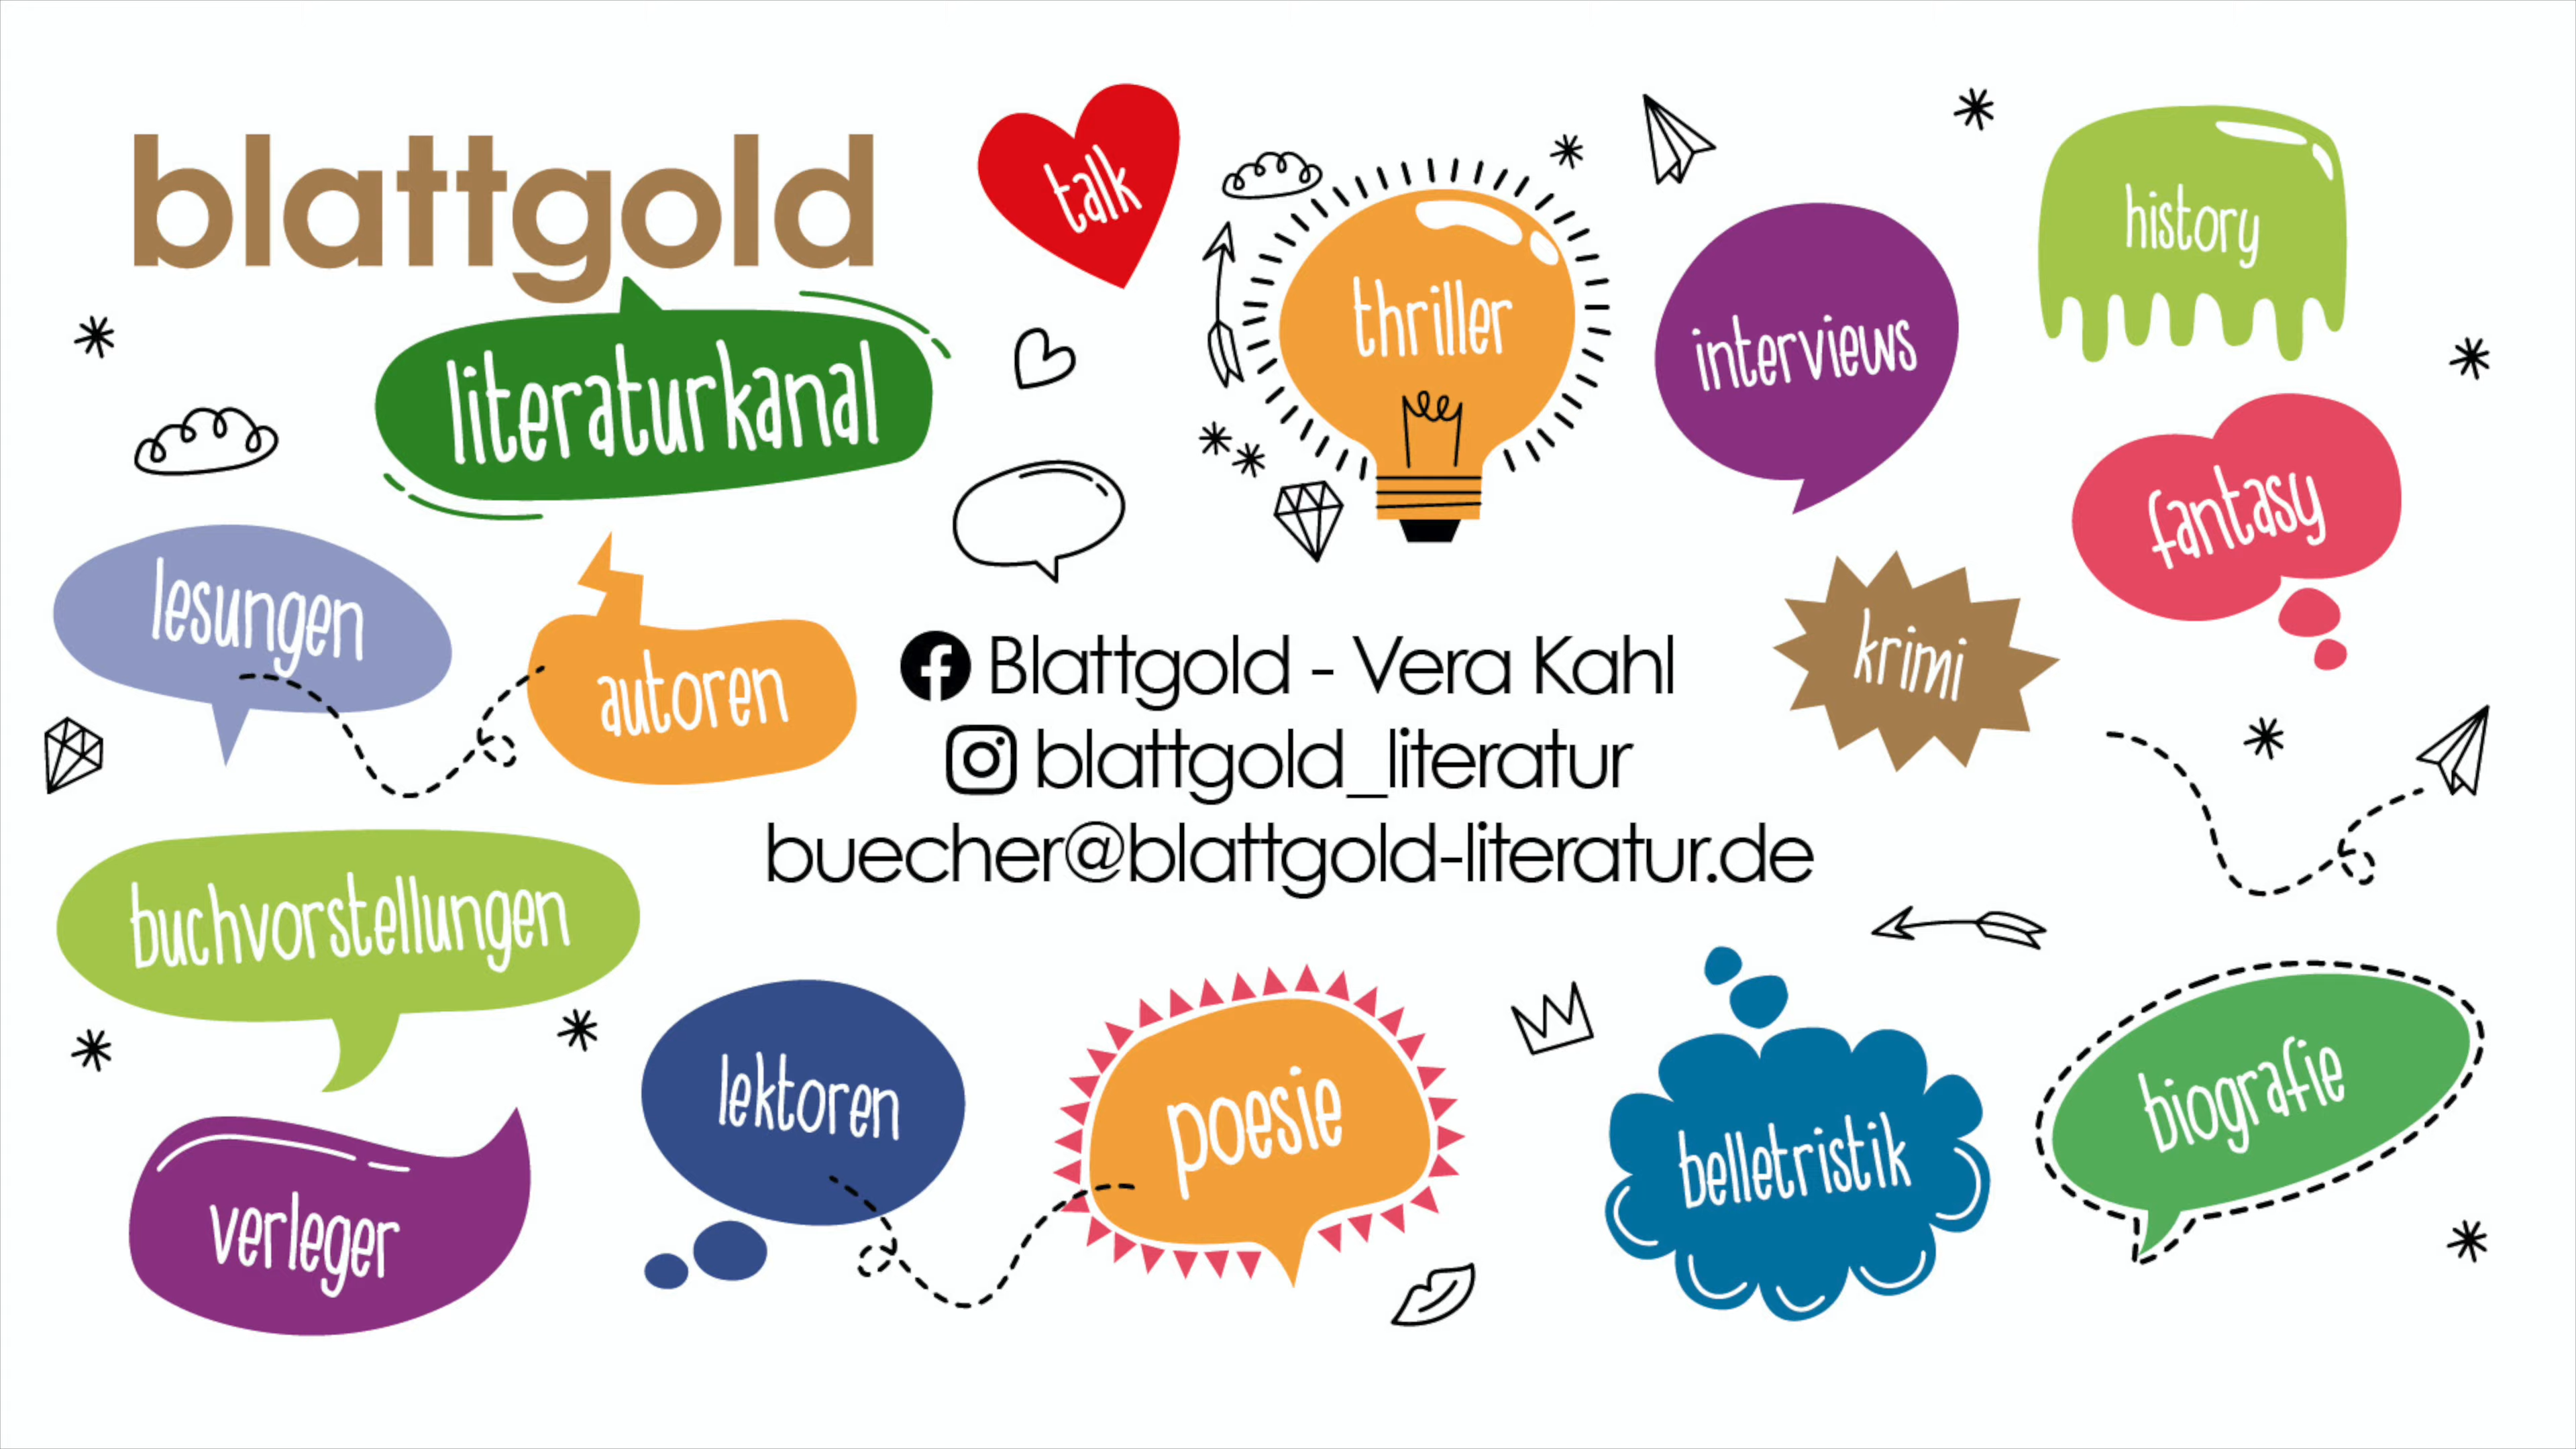 blattgold
literaturkanal
talk
thriller
interviews
history
fantasy
krimi
lesungen
autoren
Blattgold - Vera Kahl
blattgold_literatur
buecher@blattgold-literatur.de
buchvorstellungen
verleger
lektoren
poesie
belletristik
biografie